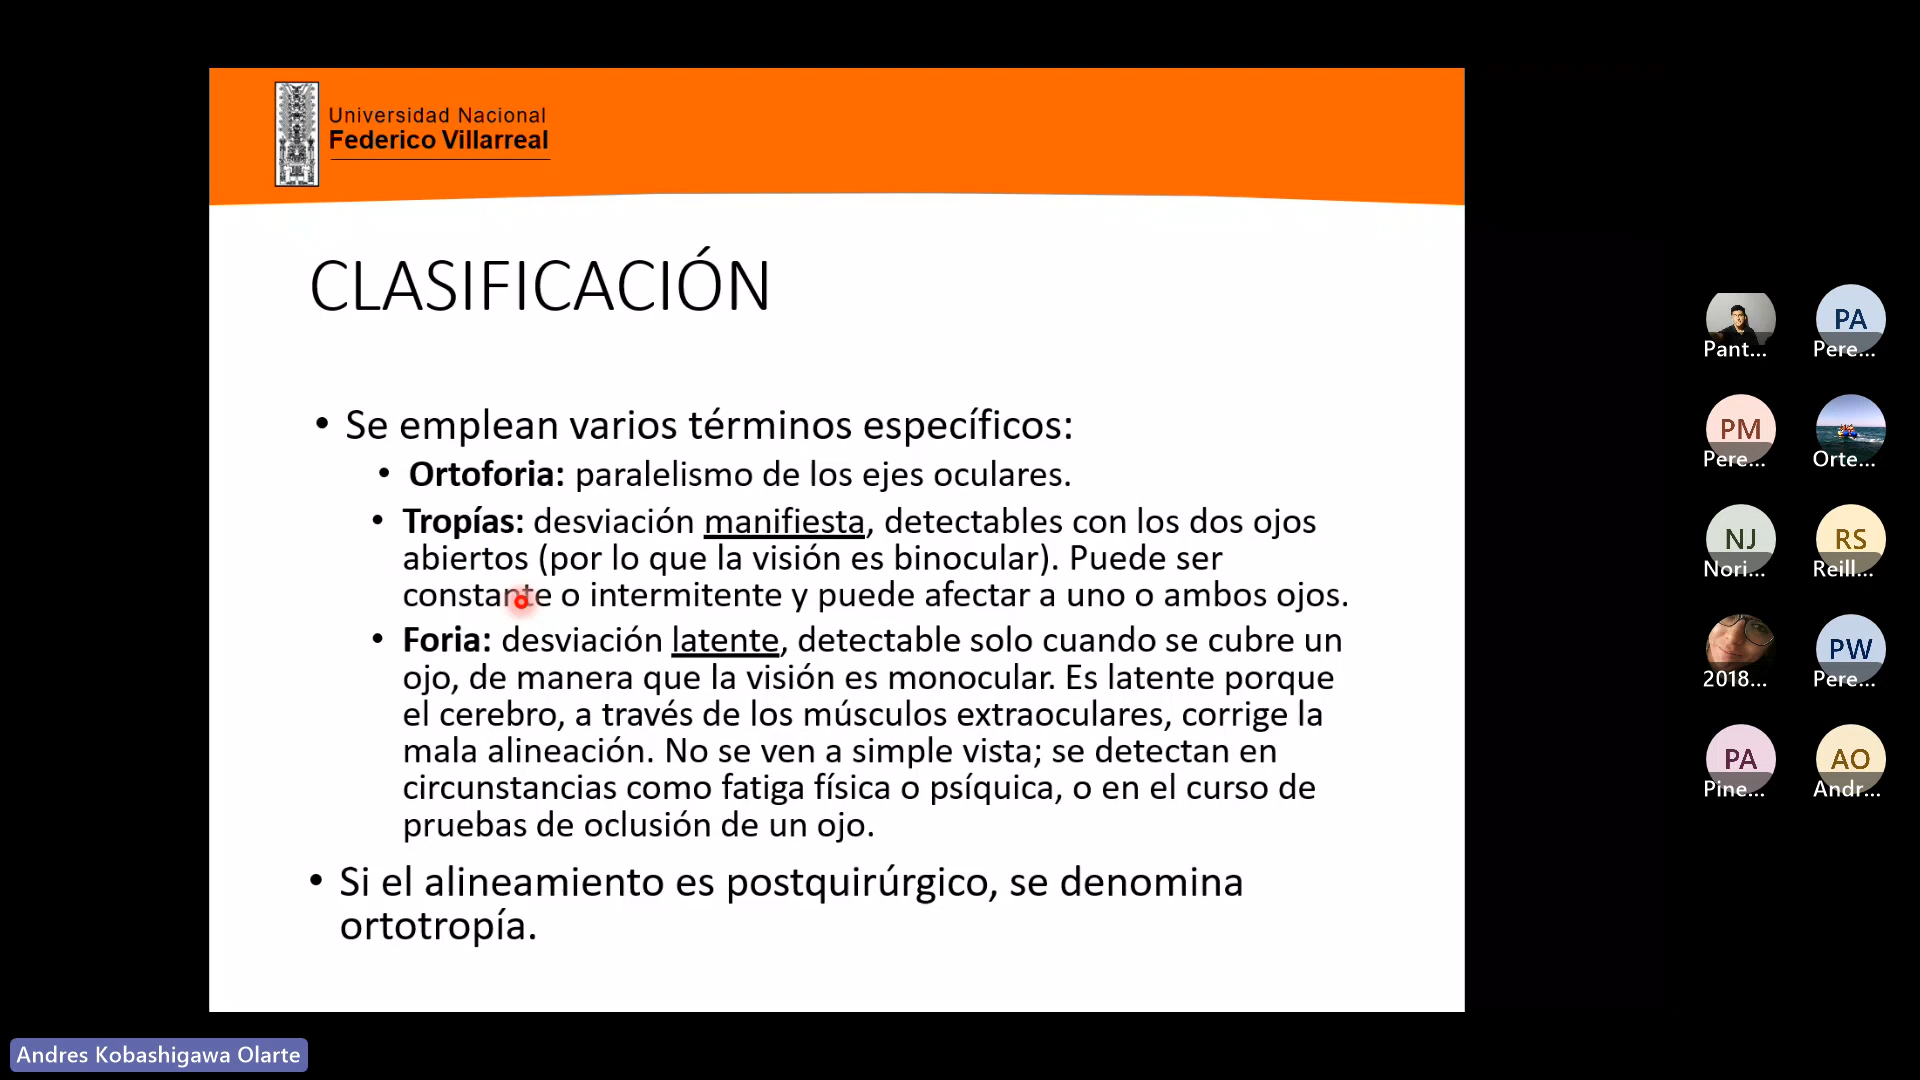 Universidad Nacional
Federico Villarreal
CLASIFICACIÓN
• Se emplean varios términos específicos:
• Ortoforia: paralelismo de los ejes oculares.
• Tropías: desviación manifiesta, detectables con los dos ojos
abiertos (por lo que la visión es binocular). Puede ser
constante o intermitente y puede afectar a uno o ambos ojos.
• Foria: desviación latente, detectable solo cuando se cubre un
ojo, de manera que la visión es monocular. Es latente porque
el cerebro, a través de los músculos extraoculares, corrige la
mala alineación. No se ven a simple vista; se detectan en
circunstancias como fatiga física o psíquica, o en el curso de
pruebas de oclusión de un ojo.
• Si el alineamiento es postquirúrgico, se denomina
ortotropía.
PA
Pant...
Pere...
PM
Pere...
Orte...
NJ
RS
Nori...
Reill...
PW
2018...
Pere...
PA
AO
Pine...
Andr...
Andres Kobashigawa Olarte